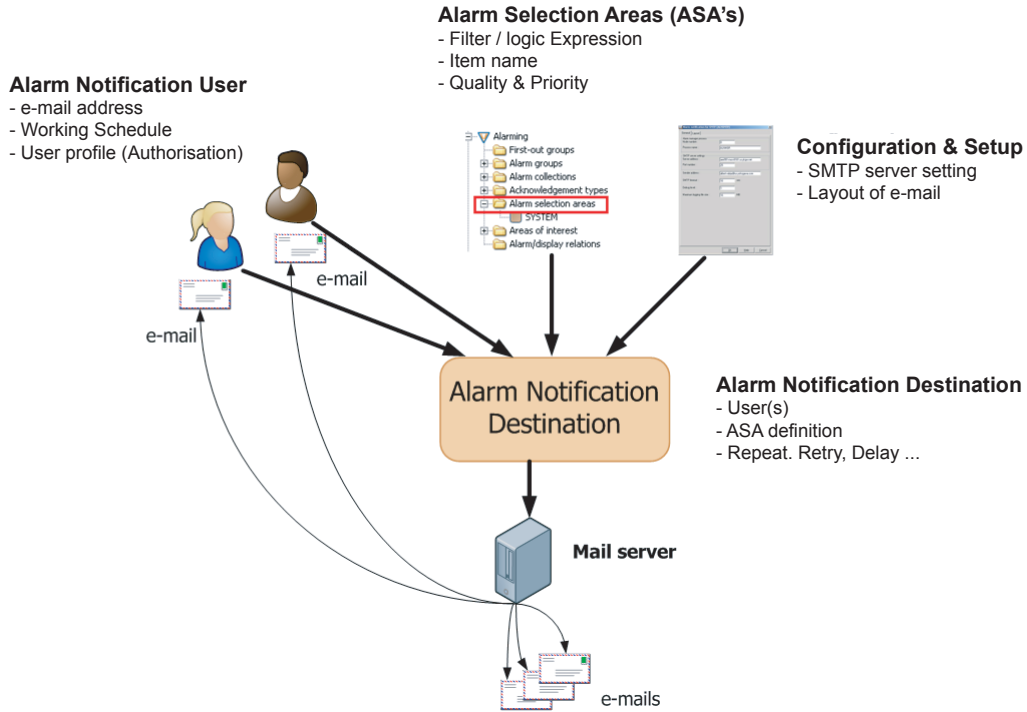 Alarm Selection Areas (ASA's)
- Filter / logic Expression
- Item name
- Quality & Priority
Alarm Notification User
- e-mail address
- Working Schedule
- User profile (Authorisation)
Alarming
First-out groups
Alarm groups
Alarm collections
Acknowledgement types
Alarm selection areas
SYSTEM
Areas of interest
Alarm/display relations
Configuration & Setup
- SMTP server setting
- Layout of e-mail
e-mail
e-mail
Alarm Notification
Destination
Alarm Notification Destination
- User(s)
- ASA definition
- Repeat. Retry, Delay ...
Mail server
e-mails